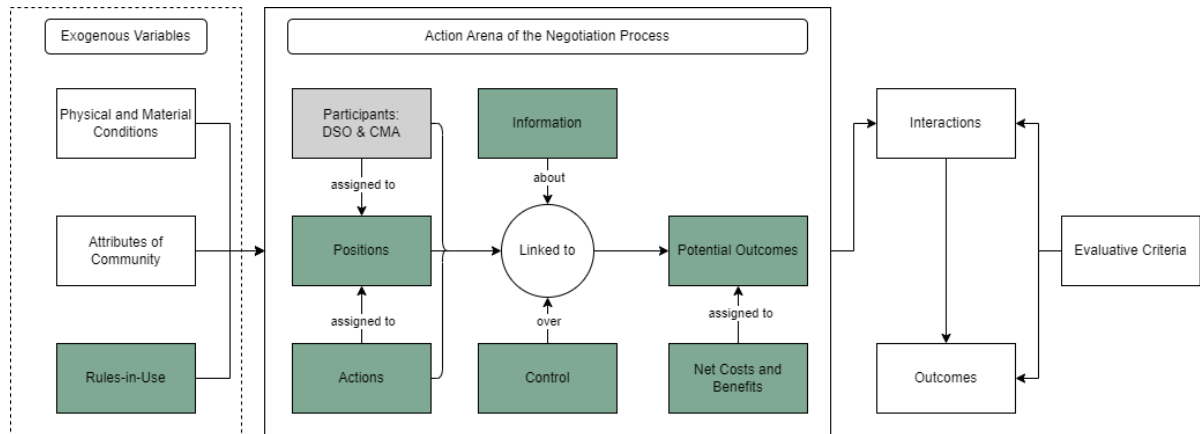 Exogenous Variables
Action Arena of the Negotiation Process
Physical and Material
Conditions
Participants:
DSO & CMA
Information
Interactions
assigned to
about
Attributes of
Community
Positions
Linked to
Potential Outcomes
Evaluative Criteria
assigned to
over
assigned to
Rules-in-Use
Actions
Control
Net Costs and
Benefits
Outcomes